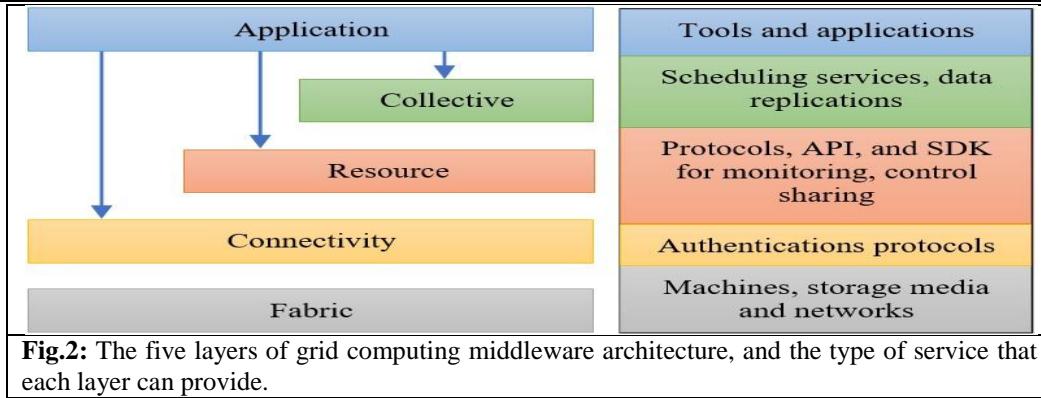 Application
Collective
Resource
Connectivity
Fabric
Tools and applications
Scheduling services, data
replications
Protocols, API, and SDK
for monitoring, control
sharing
Authentications protocols
Machines, storage media
and networks
Fig.2: The five layers of grid computing middleware architecture, and the type of service that
each layer can provide.